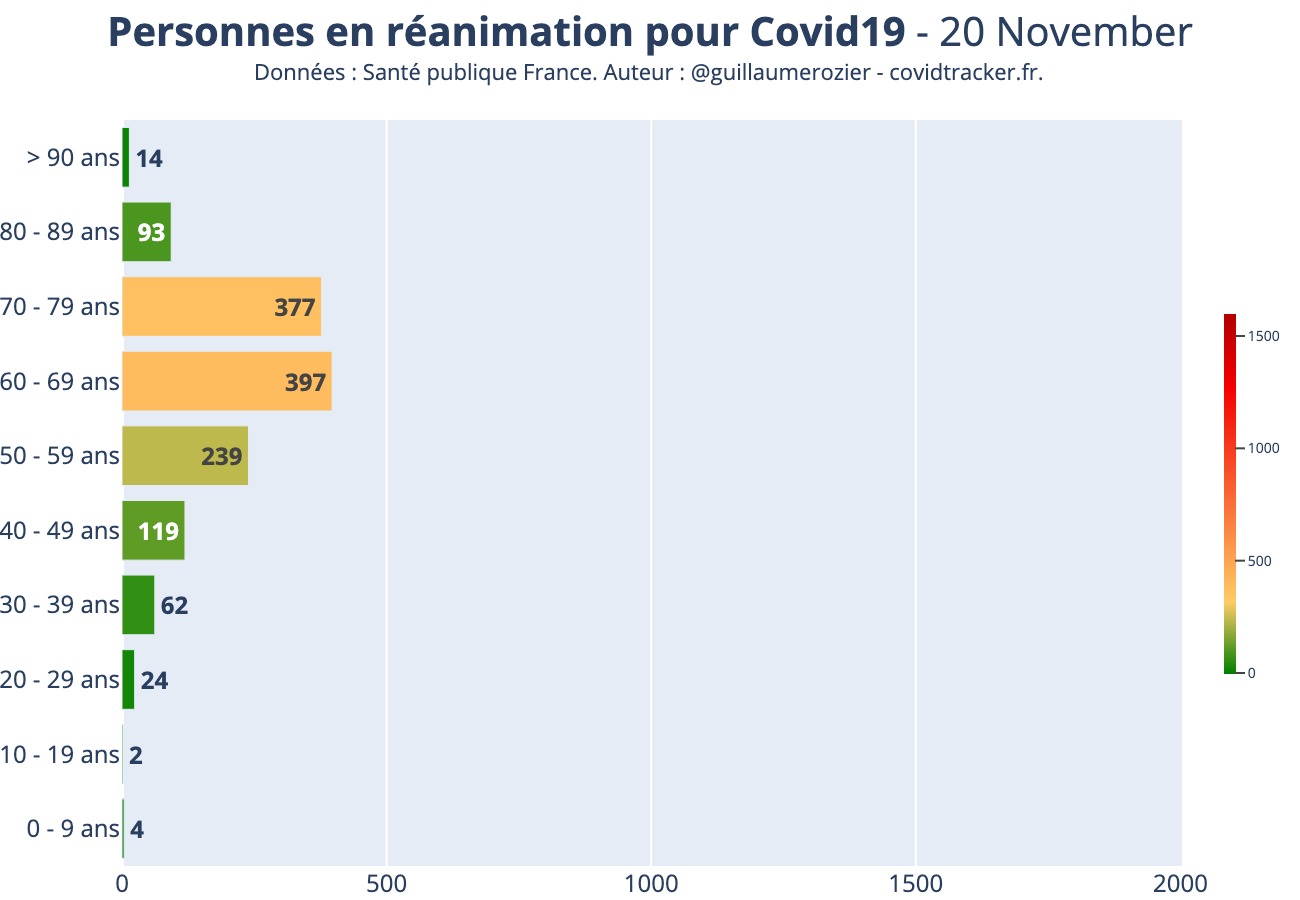 Personnes en réanimation pour Covid19 - 20 November
Données : Santé publique France. Auteur : @guillaumerozier - covidtracker.fr.
> 90 ans 14
80 - 89 ans 93
70 - 79 ans 377
60 - 69 ans 397
50 - 59 ans 239
40 - 49 ans 119
30 - 39 ans 62
20 - 29 ans 24
10 - 19 ans 2
0 - 9 ans 4
0 500 1000 1500 2000
1500
1000
500
0